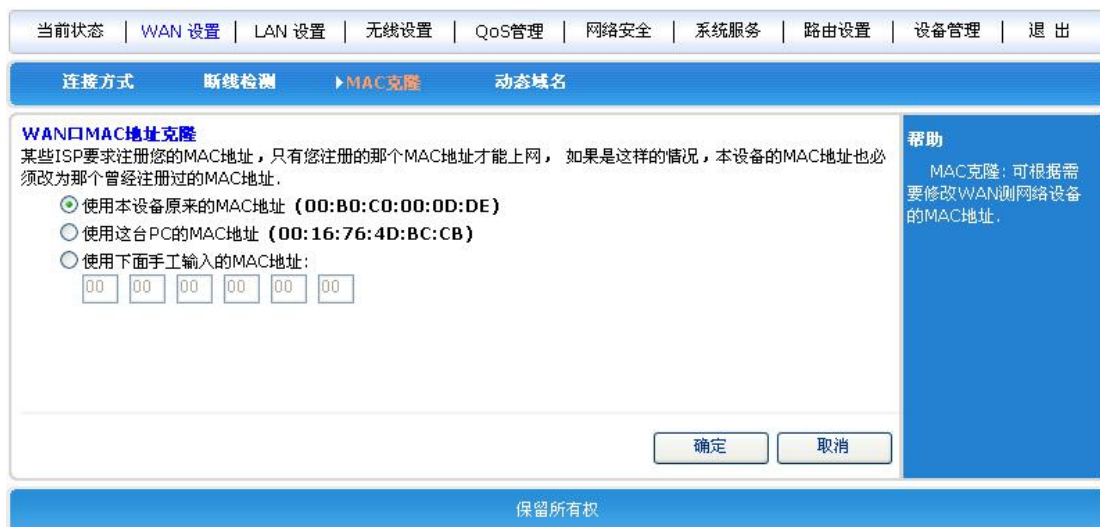 当前状态 | WAN 设置 | LAN 设置 | 无线设置 | QoS管理 | 网络安全 | 系统服务 | 路由设置 | 设备管理 | 退 出
连接方式 断线检测 MAC克隆 动态域名
WAN口MAC地址克隆
某些ISP要求注册您的MAC地址，只有您注册的那个MAC地址才能上网， 如果是这样的情况，本设备的MAC地址也必
须改为那个曾经注册过的MAC地址.
使用本设备原来的MAC地址 (00:B0:C0:00:0D:DE)
使用这台PC的MAC地址 (00:16:76:4D:BC:CB)
使用下面手工输入的MAC地址:
00 00 00 00 00 00
确定 取消
帮助
MAC克隆: 可根据需
要修改WAN测网络设备
的MAC地址.
保留所有权